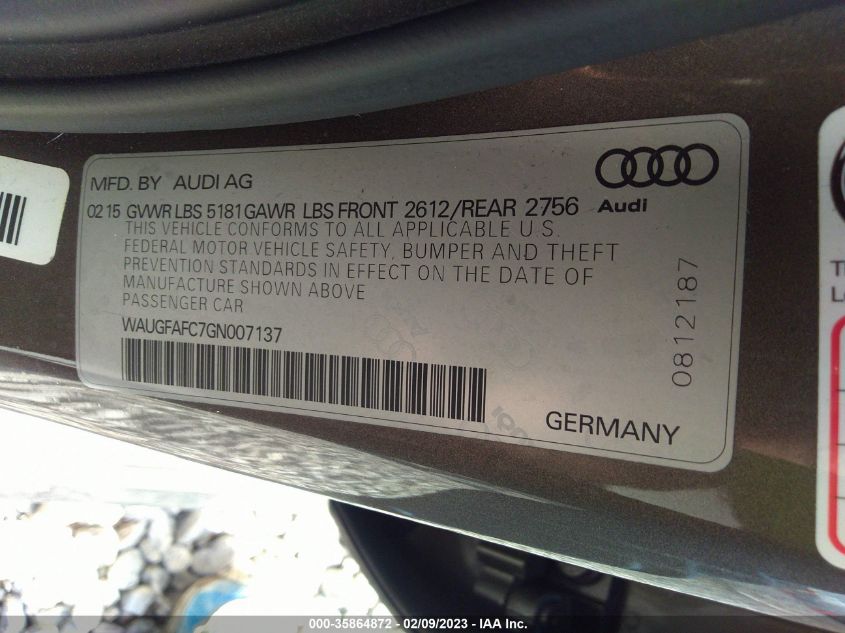 MFD. BY AUDI AG
02 15 GVWR LBS 5181 GAWR LBS FRONT 2612/REAR 2756
Audi
THIS VEHICLE CONFORMS TO ALL APPLICABLE U.S.
FEDERAL MOTOR VEHICLE SAFETY, BUMPER AND THEFT
PREVENTION STANDARDS IN EFFECT ON THE DATE OF
MANUFACTURE SHOWN ABOVE
PASSENGER CAR
WAUGFAFC7GN007137
0812187
GERMANY
000-35864872 - 02/09/2023 - IAA Inc.